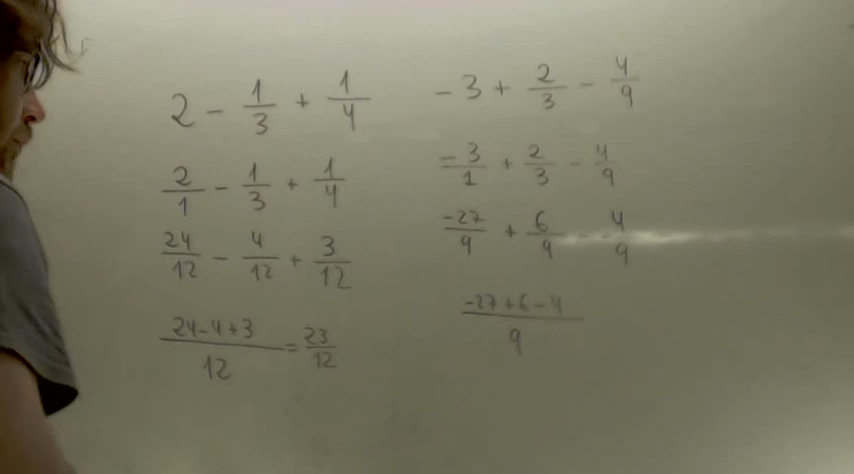 2 - 1/3 + 1/4
2/1 - 1/3 + 1/4
24/12 - 4/12 + 3/12
24-4+3/12 = 23/12
-3 + 2/3 - 4/9
-3/1 + 2/3 - 4/9
-27/9 + 6/9 - 4/9
-27+6-4/9